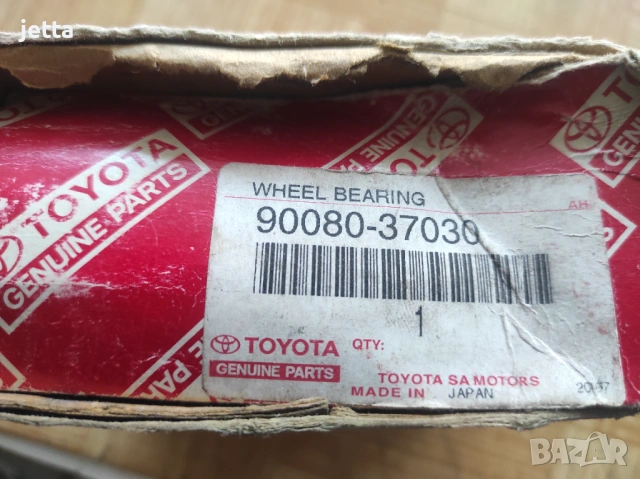 jetta
TOYOTA
GENUINE PARTS
TOYOTA
GENUINE PARTS
WHEEL BEARING
AH
90080-37030
1
TOYOTA QTY:
GENUINE PARTS
TOYOTA SA MOTORS
MADE IN JAPAN
BAZAR